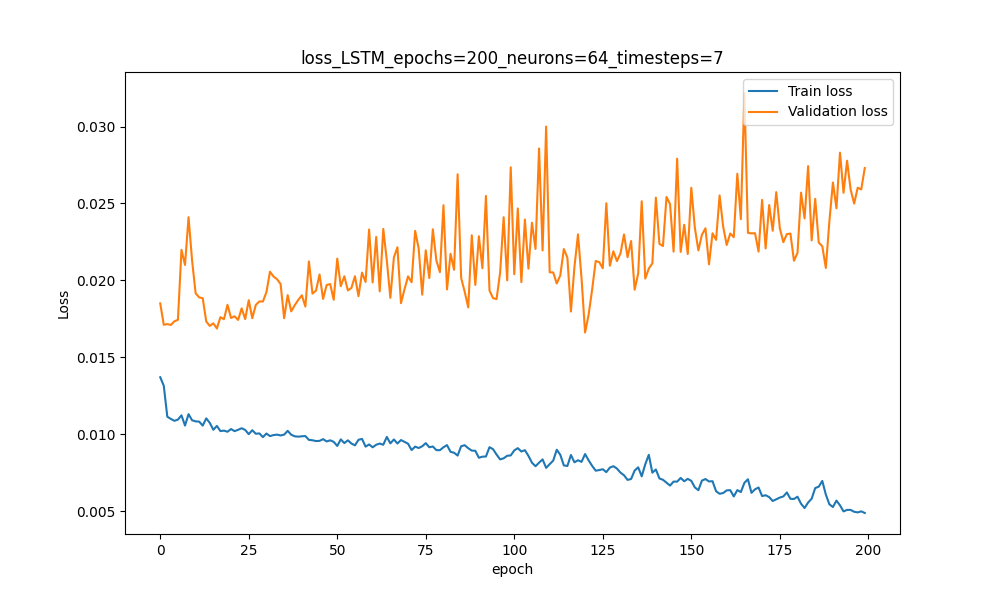 loss_LSTM_epochs=200_neurons=64_timesteps=7
Train loss
Validation loss
0.030
0.025
0.020
0.015
0.010
0.005
Loss
0 25 50 75 100 125 150 175 200
epoch